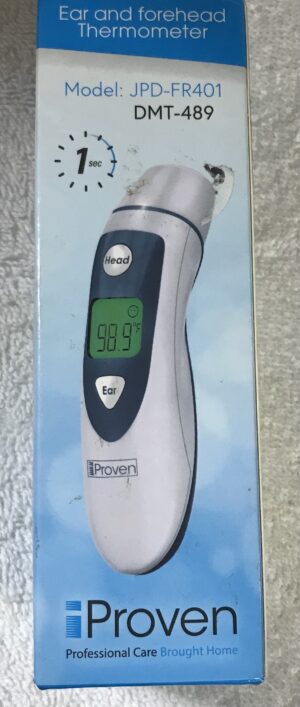 Ear and forehead
Thermometer
Model: JPD-FR401
DMT-489
1 sec
Head
98.9°F
Ear
iProven
iProven
Professional Care Brought Home